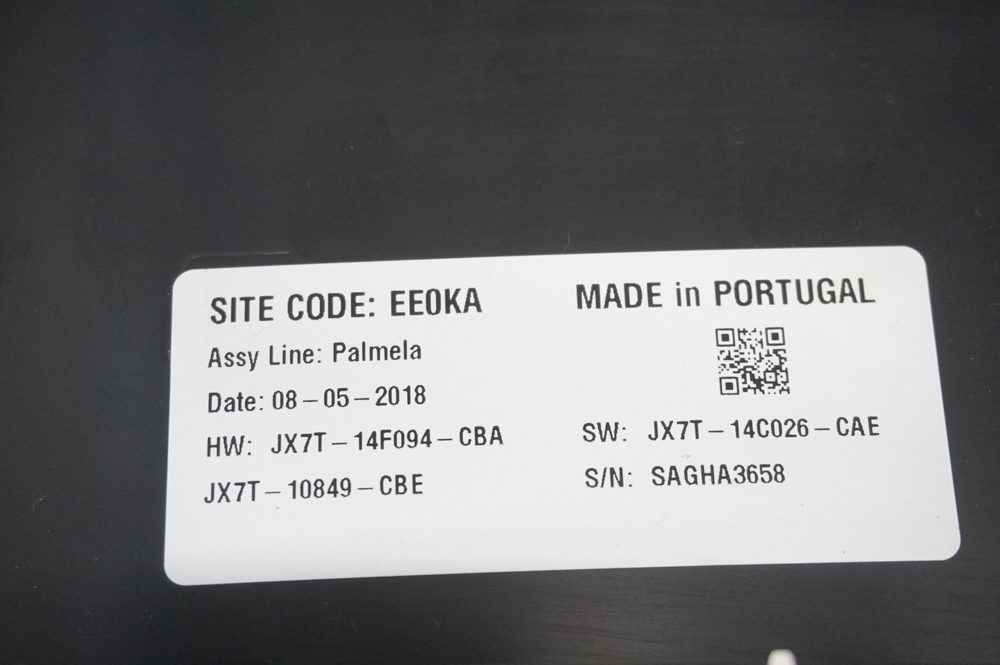 SITE CODE: EE0KA
MADE in PORTUGAL
Assy Line: Palmela
Date: 08-05-2018
HW: JX7T-14F094-CBA
SW: JX7T-14C026-CAE
JX7T-10849-CBE
S/N: SAGHA3658